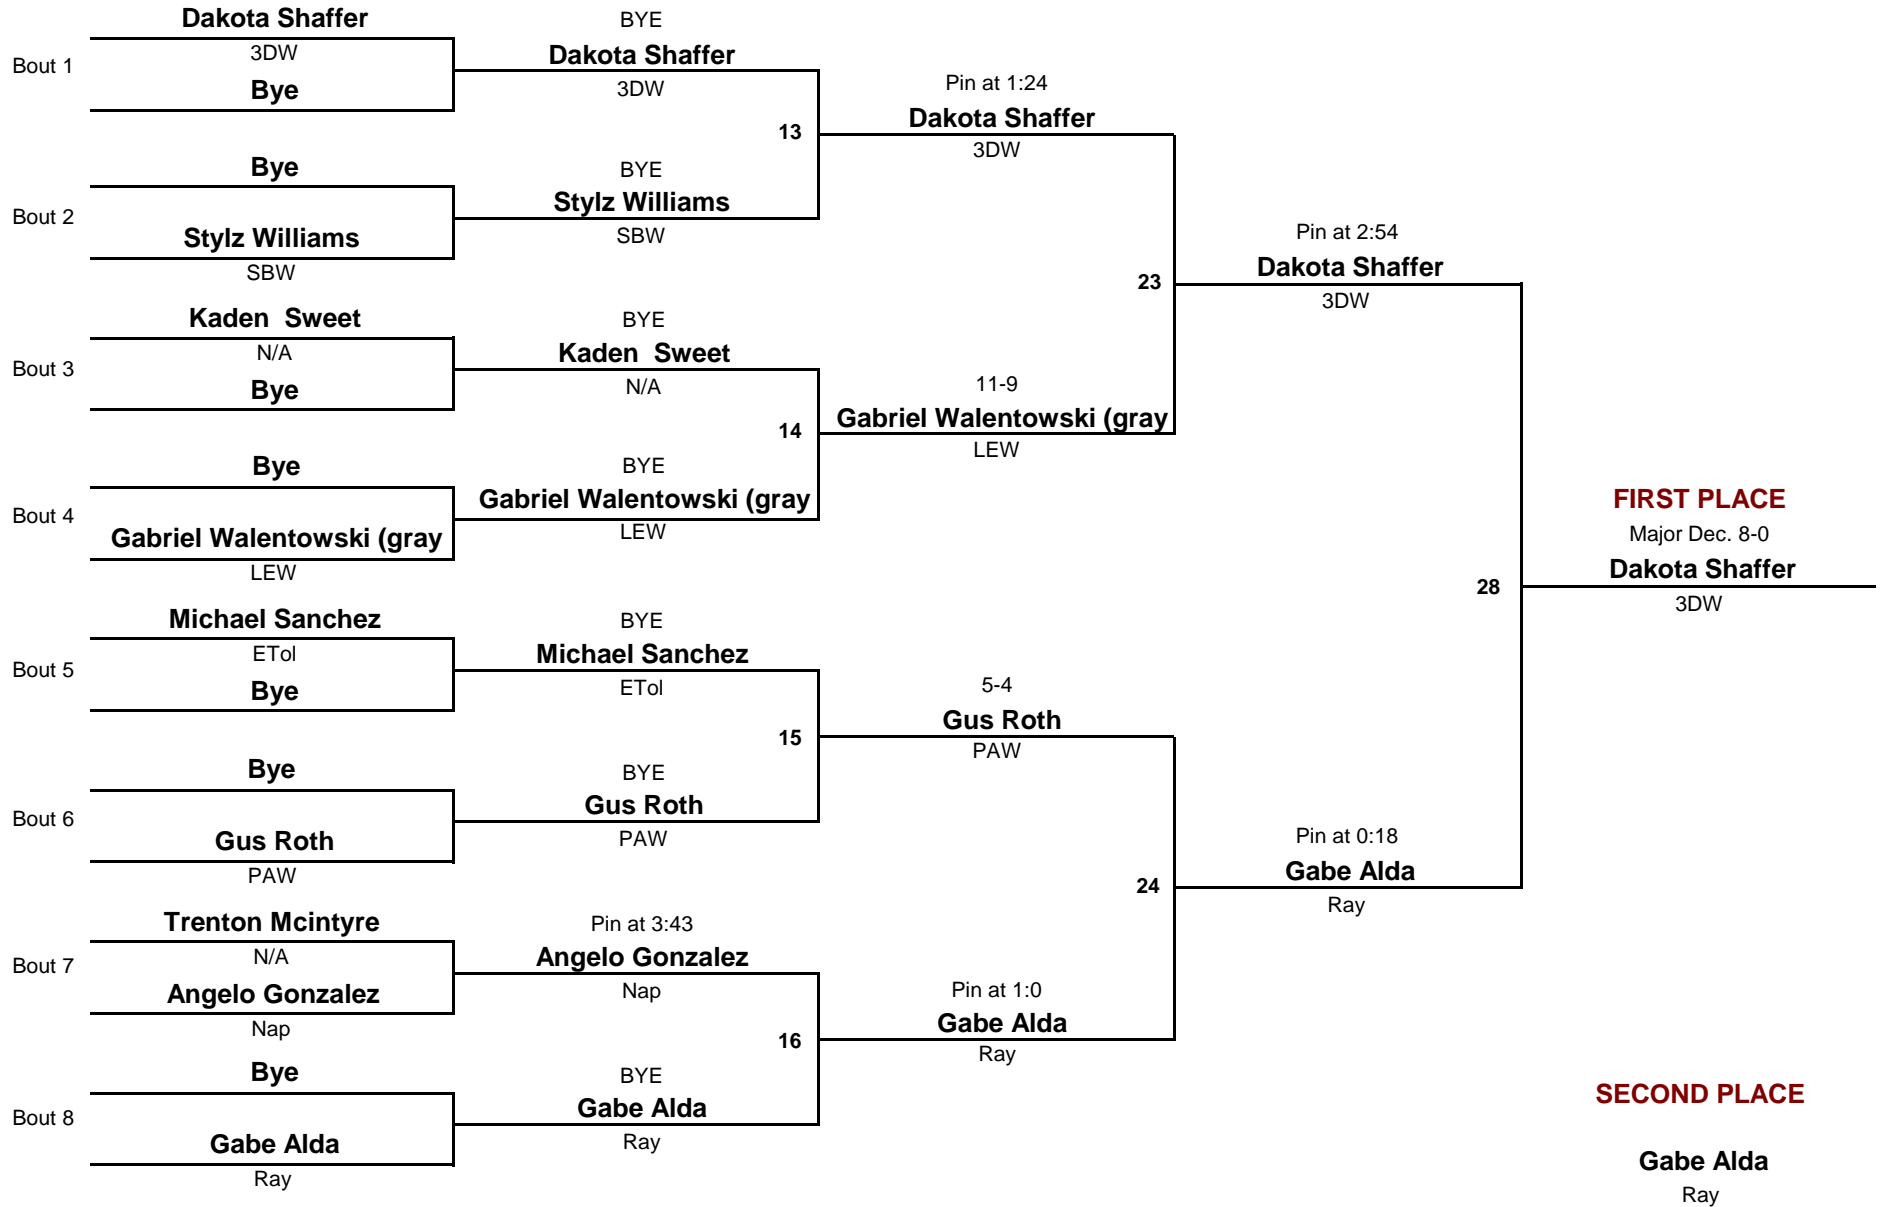 Dakota Shaffer
Bout 1
3DW
Bye
Bye
Bout 2
Stylz Williams
SBW
Kaden  Sweet
Bout 3
N/A
Bye
Bye
Bout 4
Gabriel Walentowski (gray
LEW
Michael Sanchez
Bout 5
ETol
Bye
Bye
Bout 6
Gus Roth
PAW
Trenton Mcintyre
Bout 7
N/A
Angelo Gonzalez
Nap
Bye
Bout 8
Gabe Alda
Ray
BYE
Dakota Shaffer
3DW
13
BYE
Stylz Williams
SBW
BYE
Kaden  Sweet
N/A
14
BYE
Gabriel Walentowski (gray
LEW
BYE
Michael Sanchez
ETol
15
BYE
Gus Roth
PAW
Pin at 3:43
Angelo Gonzalez
Nap
16
BYE
Gabe Alda
Ray
Pin at 1:24
Dakota Shaffer
3DW
23
11-9
Gabriel Walentowski (gray
LEW
5-4
Gus Roth
PAW
24
Pin at 1:0
Gabe Alda
Ray
Pin at 2:54
Dakota Shaffer
3DW
28
Pin at 0:18
Gabe Alda
Ray
FIRST PLACE
Major Dec. 8-0
Dakota Shaffer
3DW
SECOND PLACE
Gabe Alda
Ray